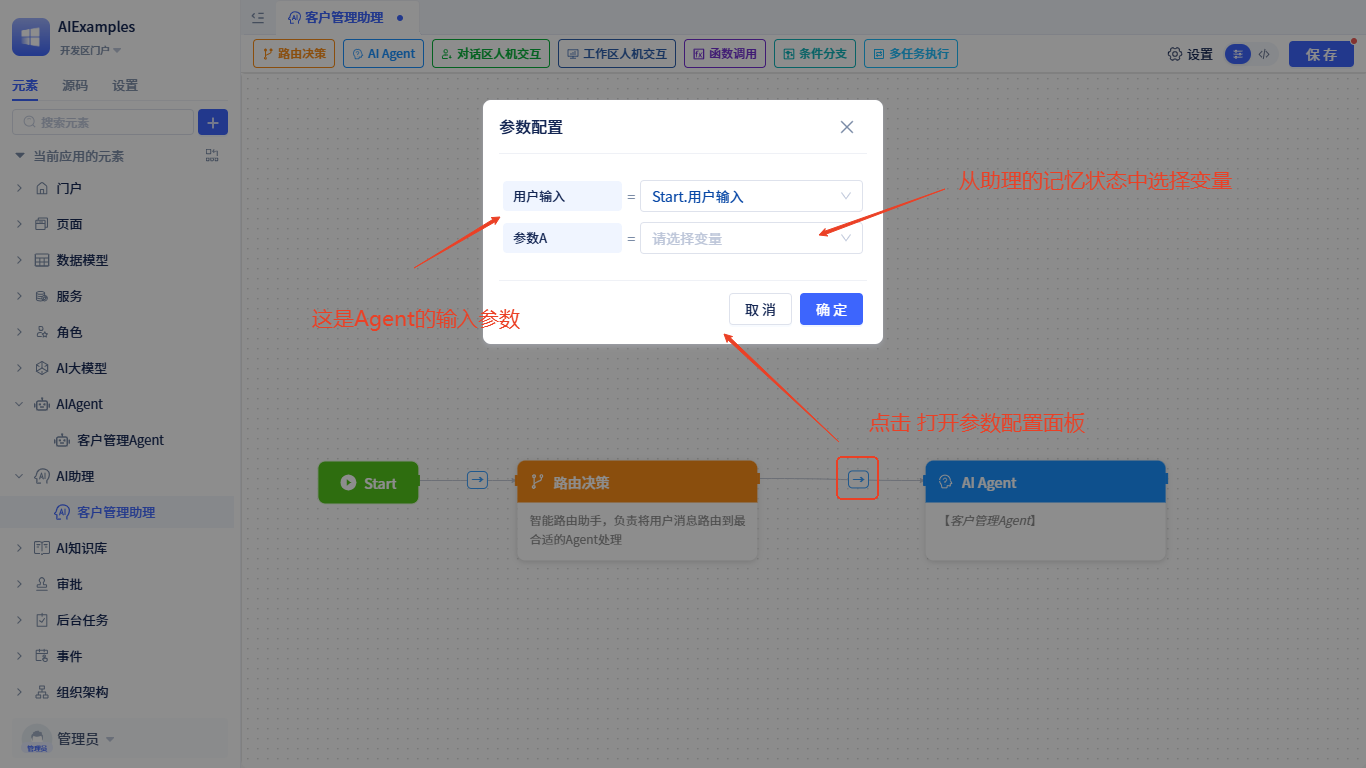 AIExamples
开发区门户
元素 源码 设置
搜索元素
当前应用的元素
门户
页面
数据模型
服务
角色
AI大模型
AIAgent
客户管理Agent
AI助理
客户管理助理
AI知识库
审批
后台任务
事件
组织架构
管理员
管理员
客户管理助理
路由决策 AI Agent 对话区人机交互 工作区人机交互 函数调用 条件分支 多任务执行
设置
保存
参数配置
用户输入 = Start.用户输入
参数A = 请选择变量
取消 确定
从助理的记忆状态中选择变量
这是Agent的输入参数
点击 打开参数配置面板
Start
路由决策
智能路由助手，负责将用户消息路由到最
合适的Agent处理
AI Agent
【客户管理Agent】